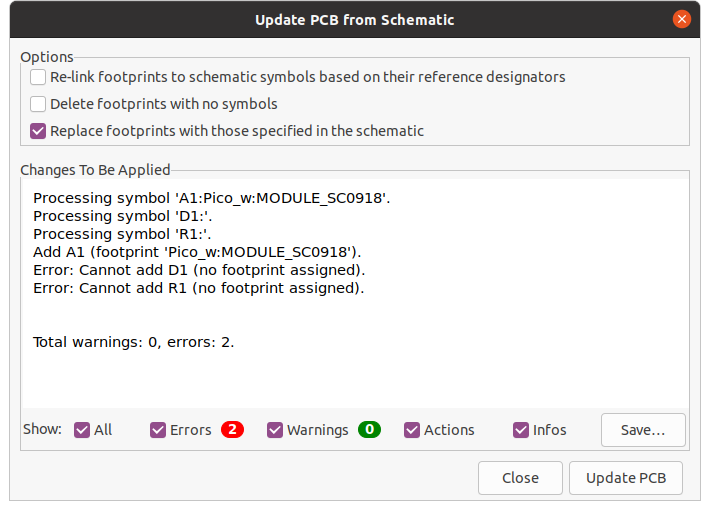 Update PCB from Schematic
Options
Re-link footprints to schematic symbols based on their reference designators
Delete footprints with no symbols
Replace footprints with those specified in the schematic
Changes To Be Applied
Processing symbol 'A1:Pico_w:MODULE_SC0918'.
Processing symbol 'D1:'.
Processing symbol 'R1:'.
Add A1 (footprint 'Pico_w:MODULE_SC0918').
Error: Cannot add D1 (no footprint assigned).
Error: Cannot add R1 (no footprint assigned).
Total warnings: 0, errors: 2.
Show: All Errors 2 Warnings 0 Actions Infos Save...
Close Update PCB